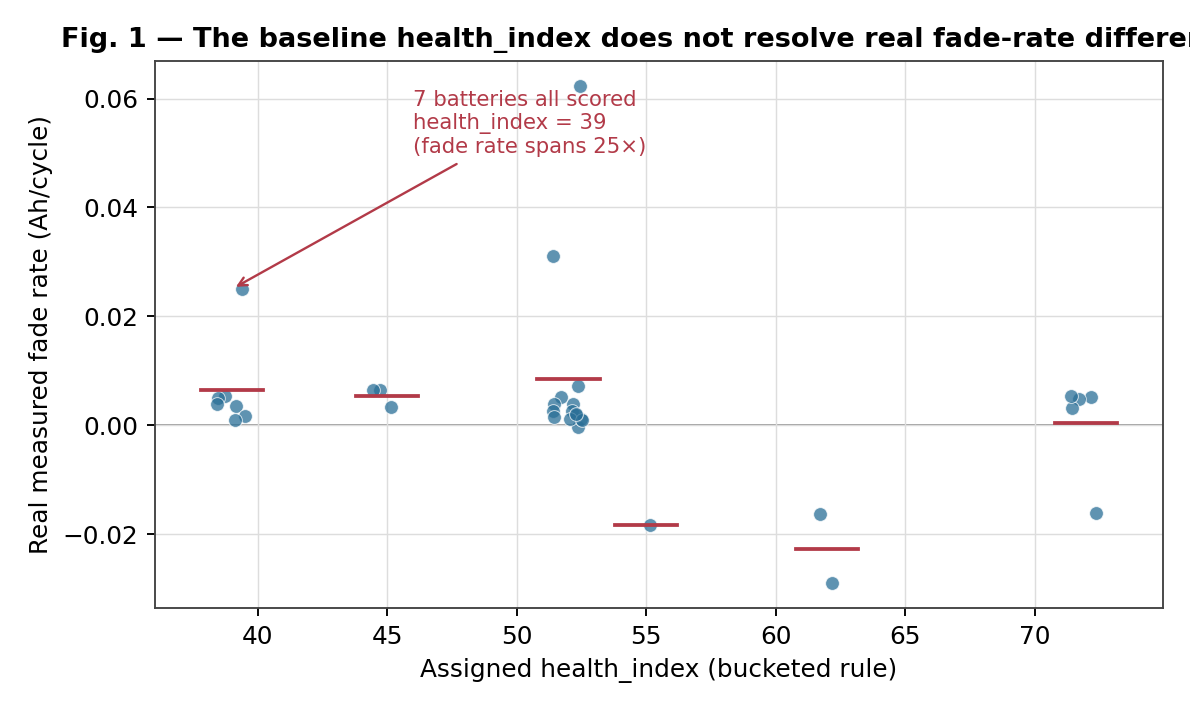 Fig. 1 — The baseline health_index does not resolve real fade-rate
7 batteries all scored
health_index = 39
(fade rate spans 25×)
Real measured fade rate (Ah/cycle)
0.06
0.04
0.02
0.00
−0.02
40 45 50 55 60 65 70
Assigned health_index (bucketed rule)